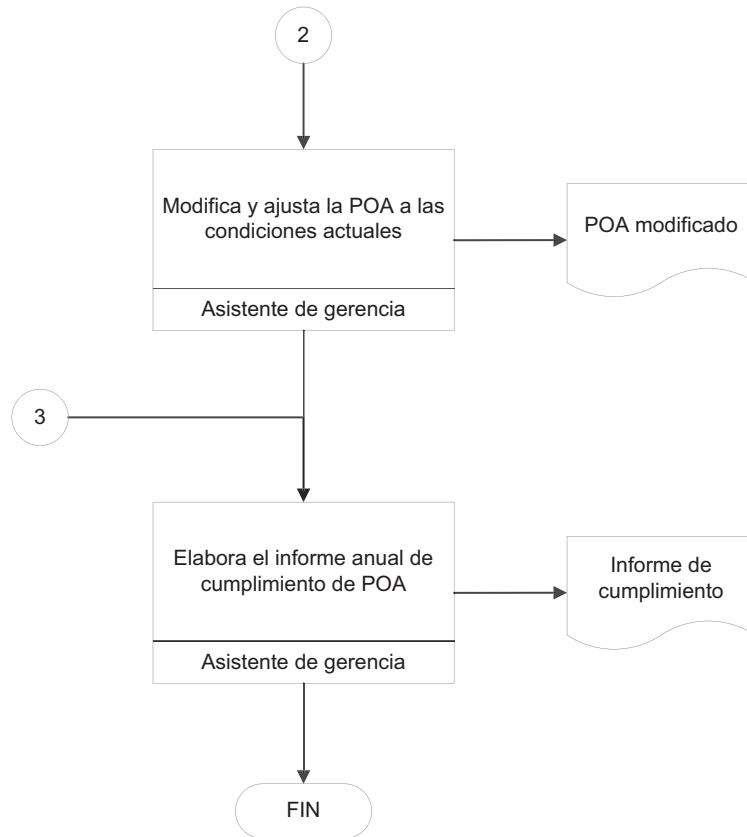 2
Modifica y ajusta la POA a las
condiciones actuales
Asistente de gerencia
POA modificado
3
Elabora el informe anual de
cumplimiento de POA
Asistente de gerencia
Informe de
cumplimiento
FIN